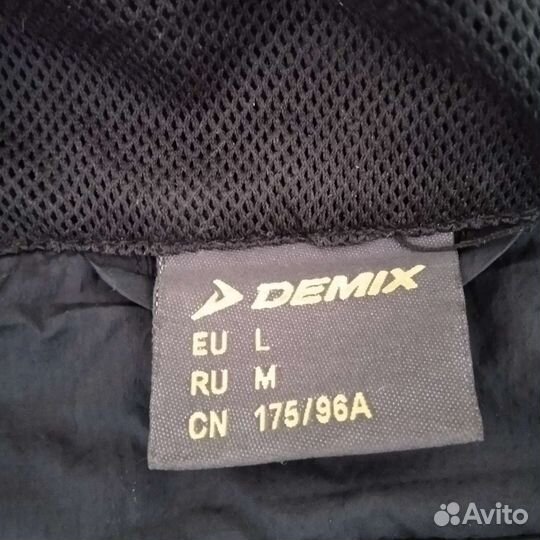 DEMIX
EU L
RU M
CN 175/96A
Avito